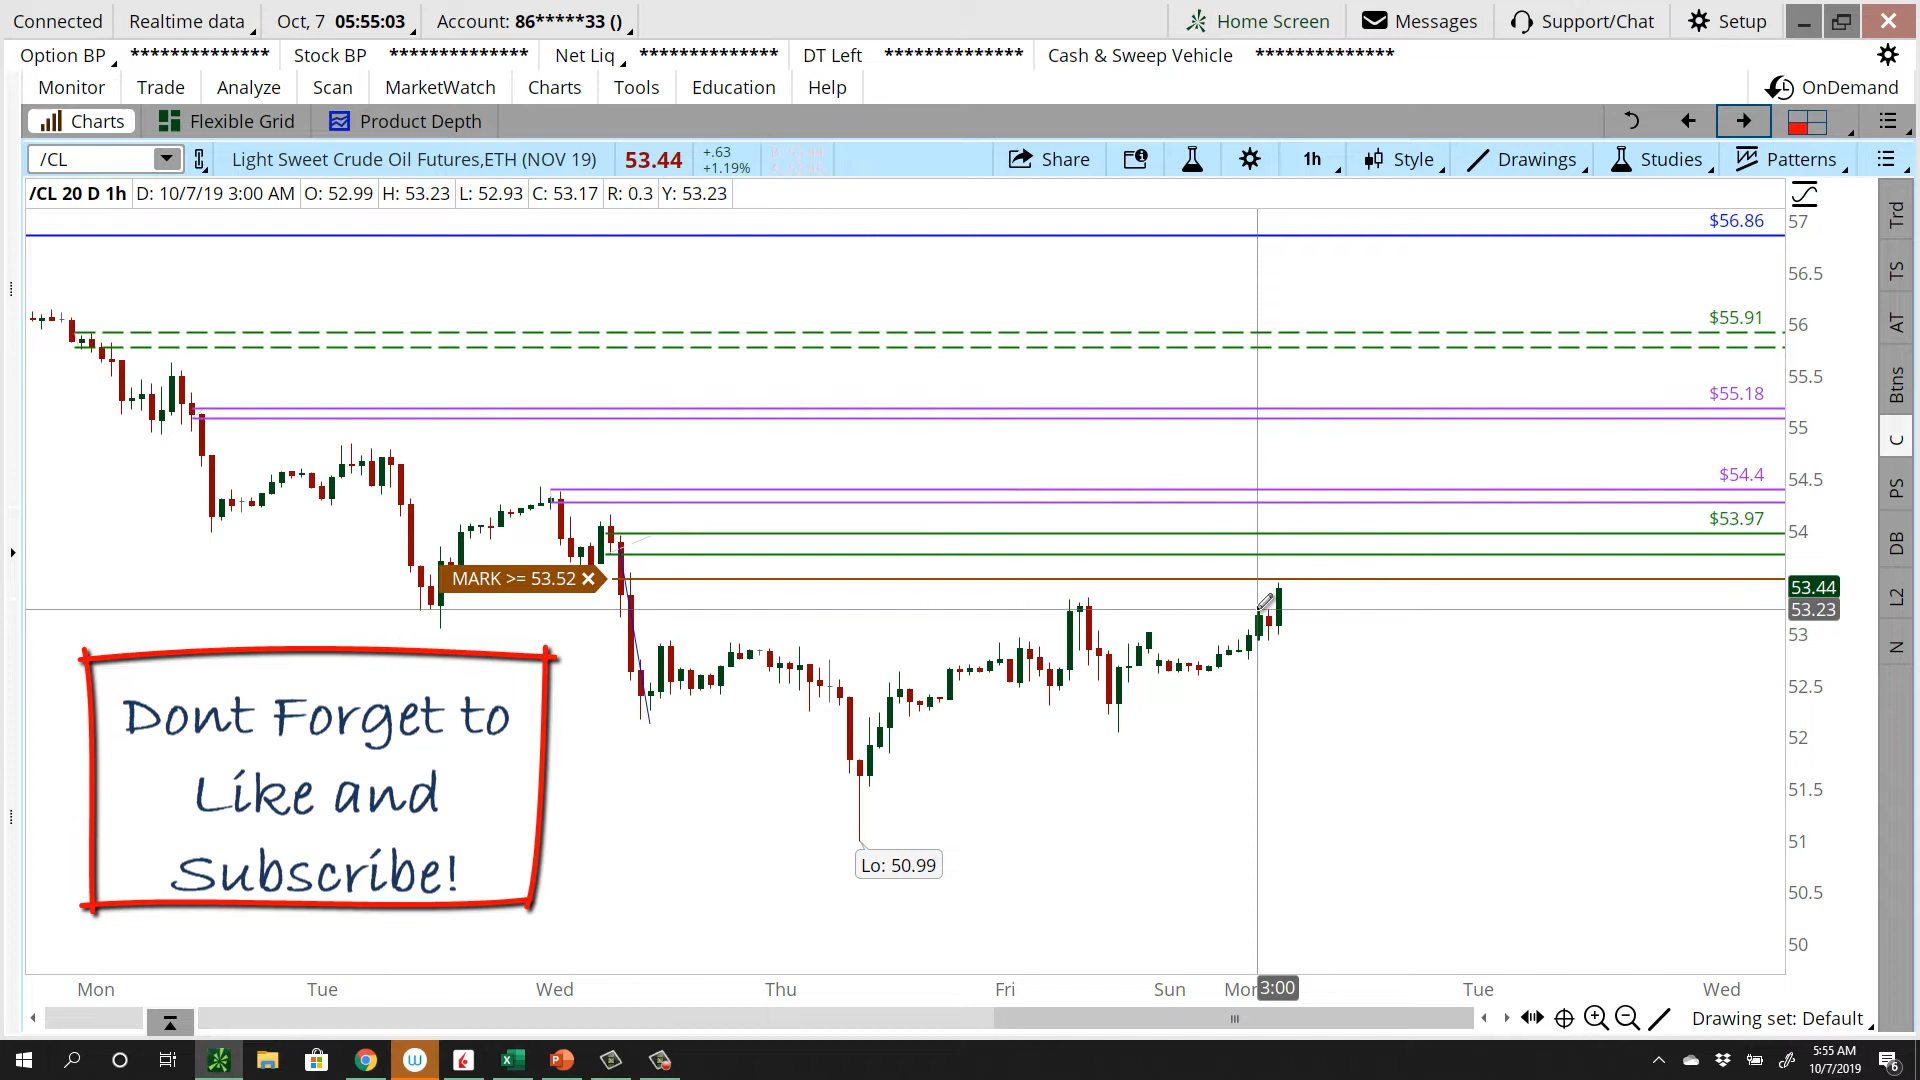 Connected Realtime data Oct, 7 05:55:03 Account: 86*****33 () Home Screen Messages Support/Chat Setup
Option BP ************** Stock BP ************** Net Liq ************** DT Left ************** Cash & Sweep Vehicle **************
Monitor Trade Analyze Scan MarketWatch Charts Tools Education Help OnDemand
Charts Flexible Grid Product Depth
/CL Light Sweet Crude Oil Futures,ETH (NOV 19) 53.44 +.63 Share 1h Style Drawings Studies Patterns
+1.19%
/CL 20 D 1h D: 10/7/19 3:00 AM O: 52.99 H: 53.23 L: 52.93 C: 53.17 R: 0.3 Y: 53.23
$56.86 57
56.5
$55.91 56
55.5
$55.18
55
$54.4 54.5
$53.97 54
MARK >= 53.52 53.44
53.23
53
52.5
52
51.5
51
50.5
50
Lo: 50.99
Dont Forget to
Like and
Subscribe!
Trd
TS
AT
Btns
C
PS
DB
L2
N
Mon Tue Wed Thu Fri Sun Mon 3:00 Tue Wed
Drawing set: Default
5:55 AM
10/7/2019
6